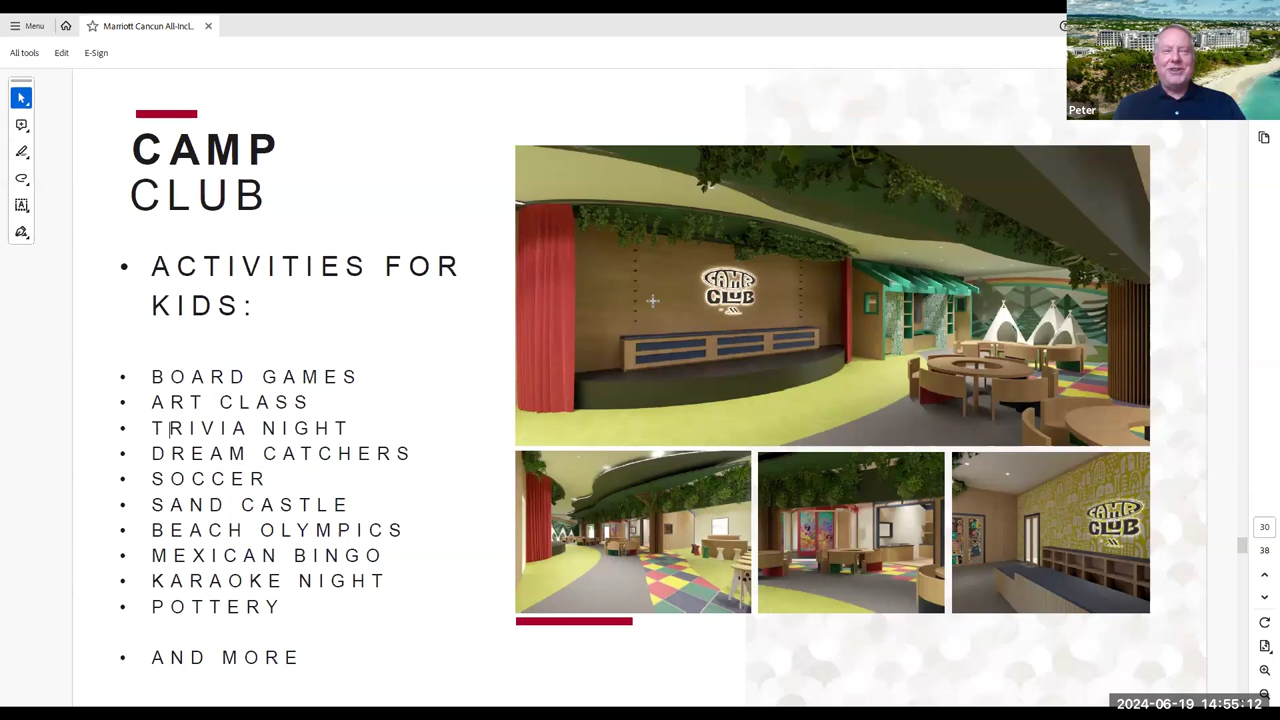 Menu
Marriott Cancun All-Incl...
All tools
Edit
E-Sign
Peter
CAMP
CLUB
• ACTIVITIES FOR
KIDS:
• BOARD GAMES
• ART CLASS
• TRIVIA NIGHT
• DREAM CATCHERS
• SOCCER
• SAND CASTLE
• BEACH OLYMPICS
• MEXICAN BINGO
• KARAOKE NIGHT
• POTTERY
• AND MORE
CAMP
CLUB
CAMP
CLUB
30
38
2024-06-19 14:55:12